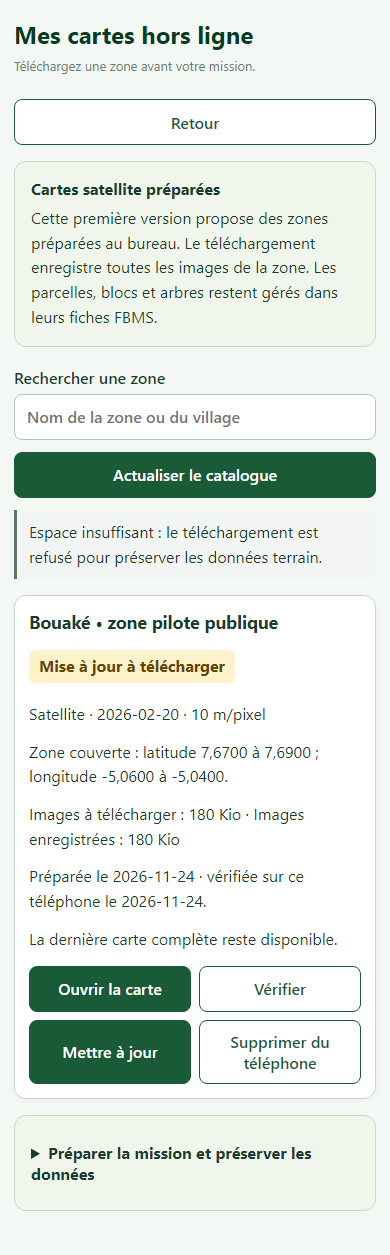 Mes cartes hors ligne
Téléchargez une zone avant votre mission.
Retour
Cartes satellite préparées
Cette première version propose des zones
préparées au bureau. Le téléchargement
enregistre toutes les images de la zone. Les
parcelles, blocs et arbres restent gérés dans
leurs fiches FBMS.
Rechercher une zone
Nom de la zone ou du village
Actualiser le catalogue
Espace insuffisant : le téléchargement est
refusé pour préserver les données terrain.
Bouaké • zone pilote publique
Mise à jour à télécharger
Satellite · 2026-02-20 · 10 m/pixel
Zone couverte : latitude 7,6700 à 7,6900 ;
longitude -5,0600 à -5,0400.
Images à télécharger : 180 Kio · Images
enregistrées : 180 Kio
Préparée le 2026-11-24 · vérifiée sur ce
téléphone le 2026-11-24.
La dernière carte complète reste disponible.
Ouvrir la carte
Vérifier
Mettre à jour
Supprimer du
téléphone
Préparer la mission et préserver les
données